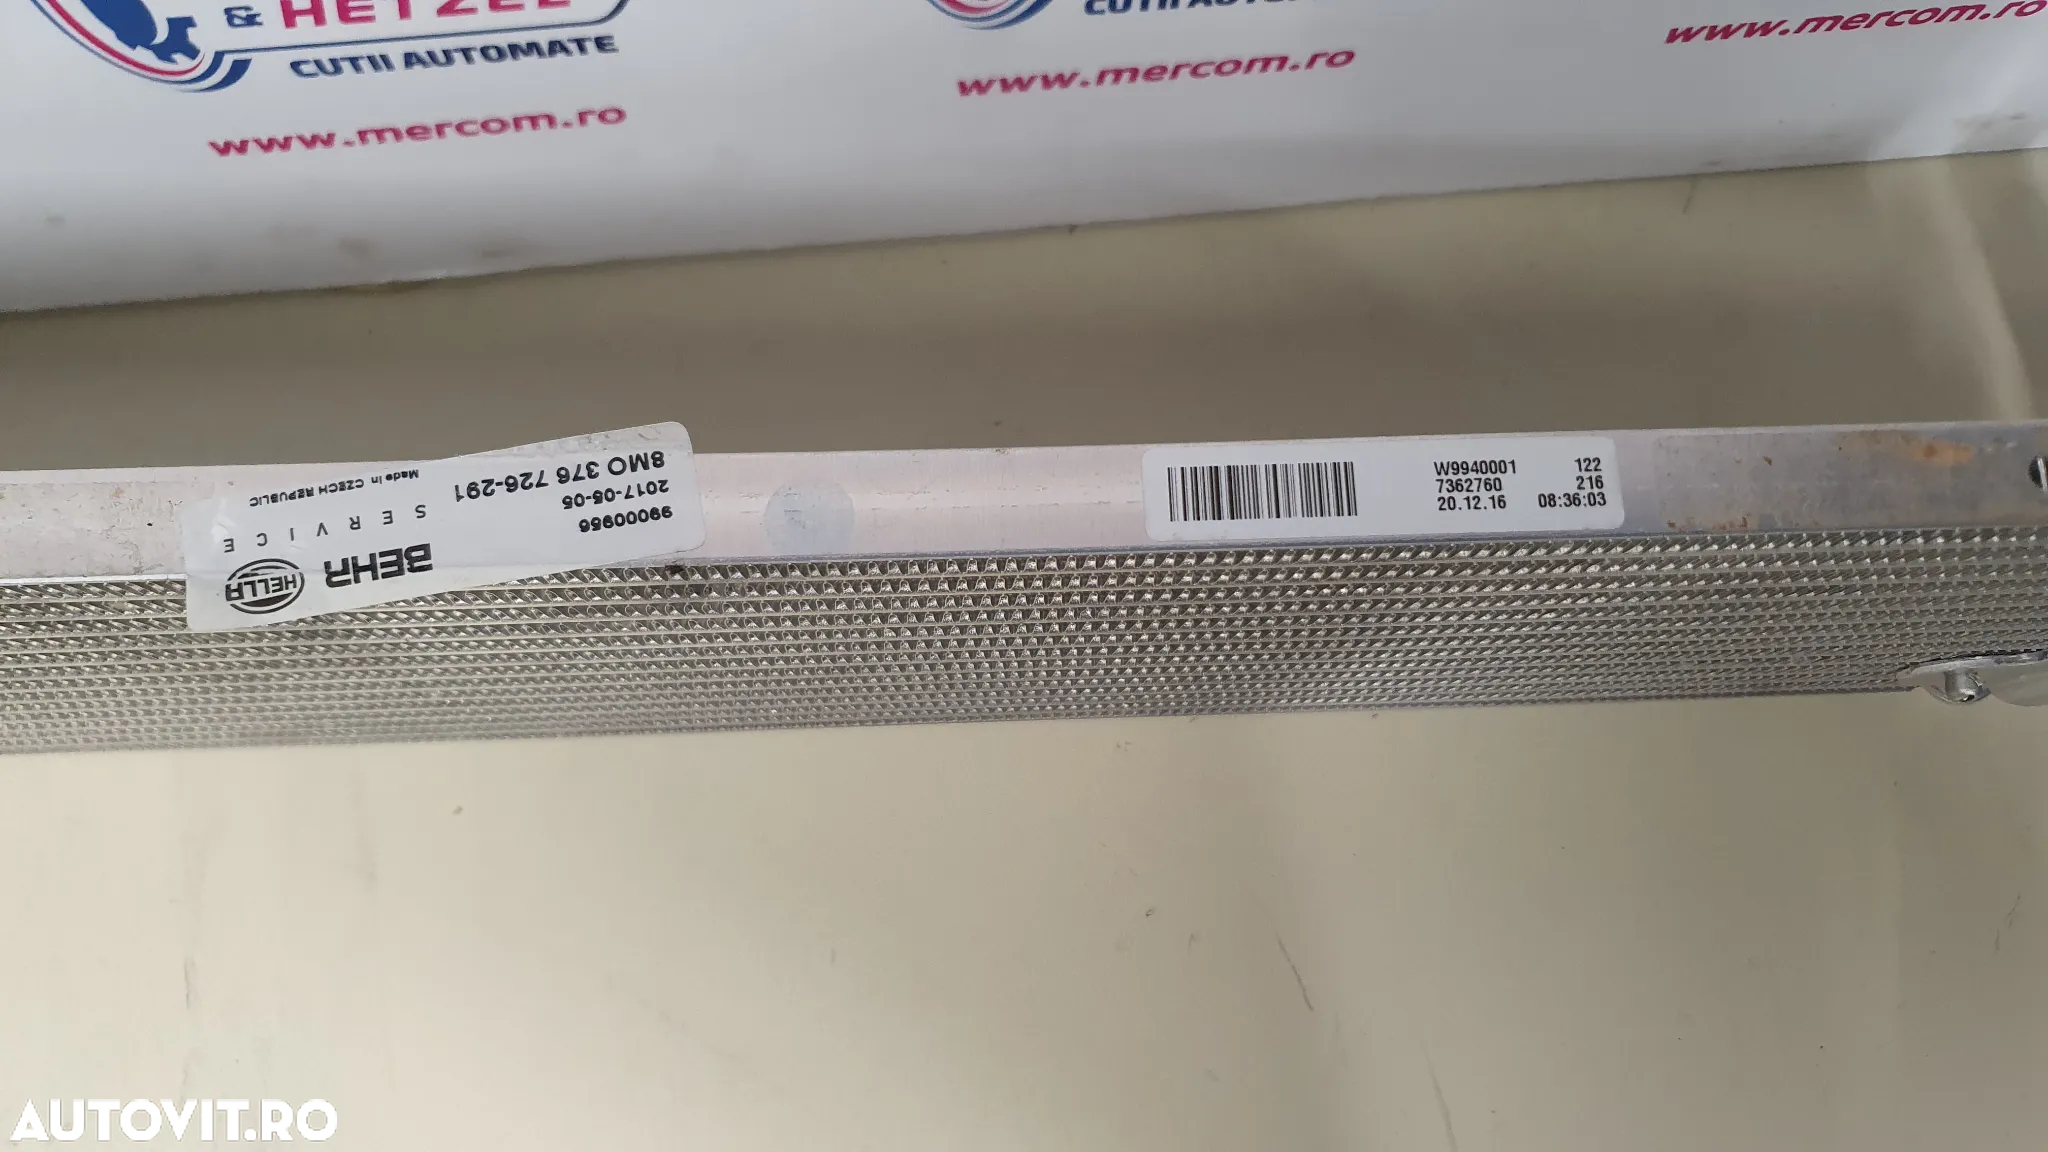 & HETZEL
CUTII AUTOMATE
www.mercom.ro
CUTII
www.mercom.ro
www.mercom.ro
8MO 376 726-291
2017-05-05
99000956
Made in CZECH REPUBLIC
SERVICE
BEHR
HELLA
W9940001 122
7362760 216
20.12.16 08:36:03
AUTOVIT.RO